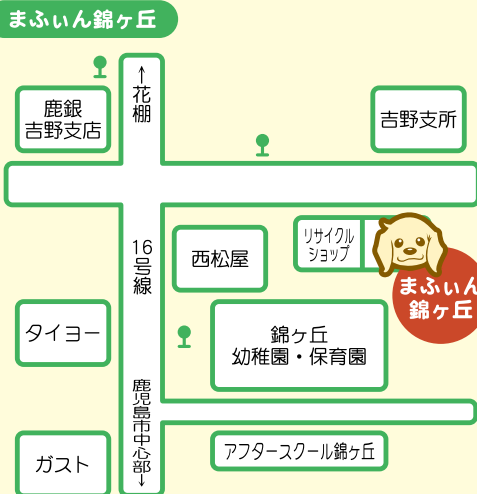 まふぃん錦ヶ丘
←花棚
鹿銀
吉野支店
吉野支所
16号線
西松屋
リサイクル
ショップ
まふぃん
錦ヶ丘
タイヨー
錦ヶ丘
幼稚園・保育園
鹿児島市中心部→
アフタースクール錦ヶ丘
ガスト